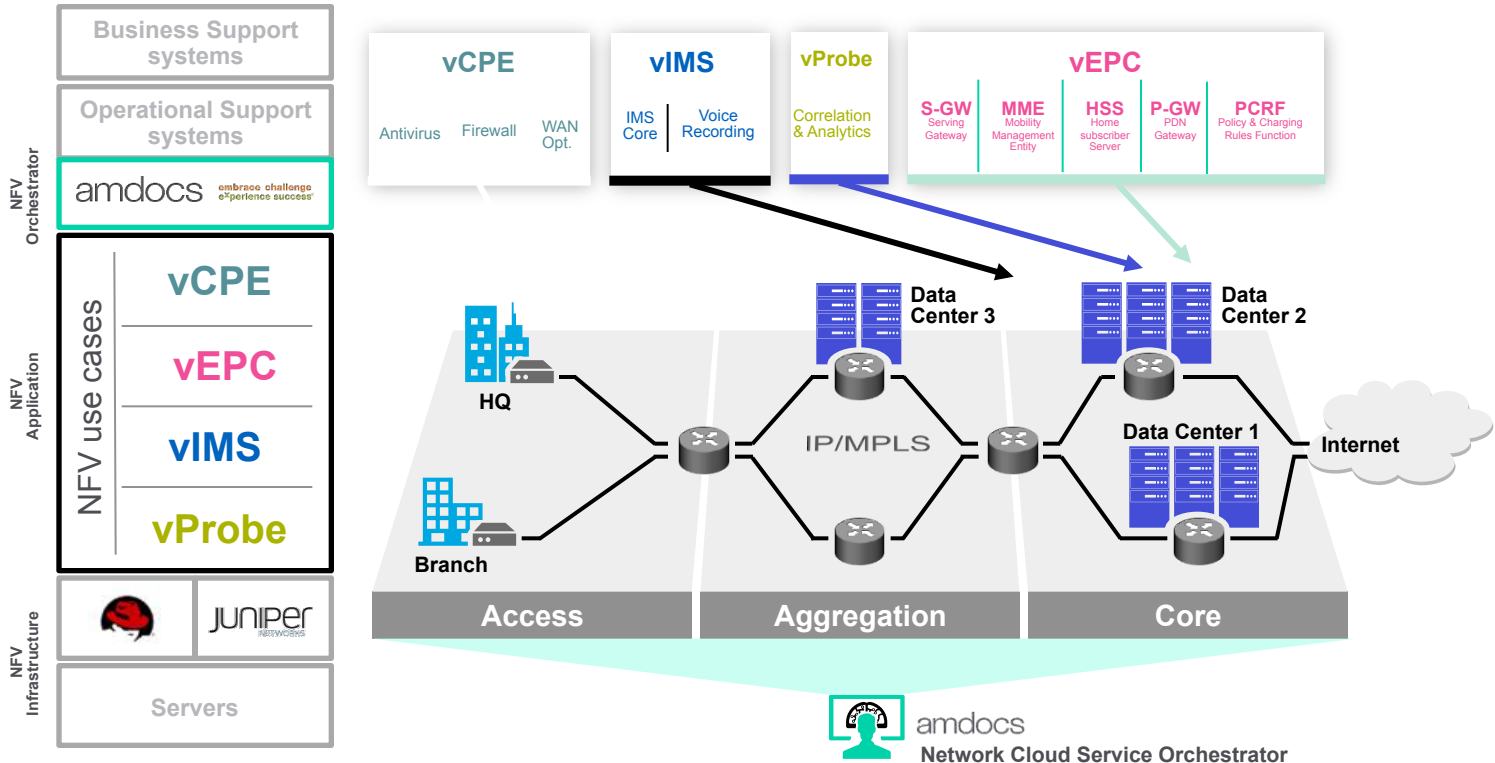 Business Support
systems
Operational Support
systems
NFV
Orchestrator
amdocs
embrace challenge
experience success
NFV
Application
NFV use cases
vCPE
vEPC
vIMS
vProbe
NFV
Infrastructure
JUNIPER
NETWORKS
Servers
vCPE
Antivirus
Firewall
WAN
Opt.
vIMS
IMS
Core
Voice
Recording
vProbe
Correlation
& Analytics
vEPC
S-GW
Serving
Gateway
MME
Mobility
Management
Entity
HSS
Home
subscriber
Server
P-GW
PDN
Gateway
PCRF
Policy & Charging
Rules Function
Data
Center 3
Data
Center 2
HQ
IP/MPLS
Data Center 1
Internet
Branch
Access
Aggregation
Core
amdocs
Network Cloud Service Orchestrator